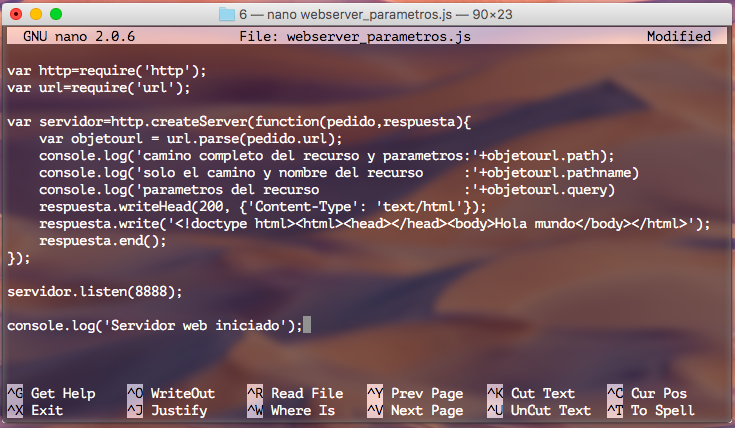 6 — nano webserver_parametros.js — 90×23
GNU nano 2.0.6 File: webserver_parametros.js Modified
var http=require('http');
var url=require('url');
var servidor=http.createServer(function(pedido,respuesta){
    var objetourl = url.parse(pedido.url);
    console.log('camino completo del recurso y parametros:'+objetourl.path);
    console.log('solo el camino y nombre del recurso     :'+objetourl.pathname)
    console.log('parametros del recurso                  :'+objetourl.query)
    respuesta.writeHead(200, {'Content-Type': 'text/html'});
    respuesta.write('<!doctype html><html><head></head><body>Hola mundo</body></html>');
    respuesta.end();
});
servidor.listen(8888);
console.log('Servidor web iniciado');
^G Get Help ^O WriteOut ^R Read File ^Y Prev Page ^K Cut Text ^C Cur Pos
^X Exit ^J Justify ^W Where Is ^V Next Page ^U UnCut Text ^T To Spell